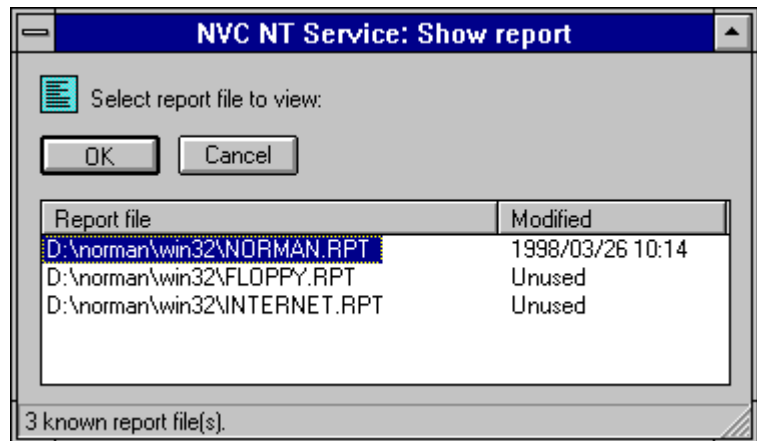 NVC NT Service: Show report
Select report file to view:
OK Cancel
Report file Modified
D:\norman\win32\NORMAN.RPT 1998/03/26 10:14
D:\norman\win32\FLOPPY.RPT Unused
D:\norman\win32\INTERNET.RPT Unused
3 known report file(s).